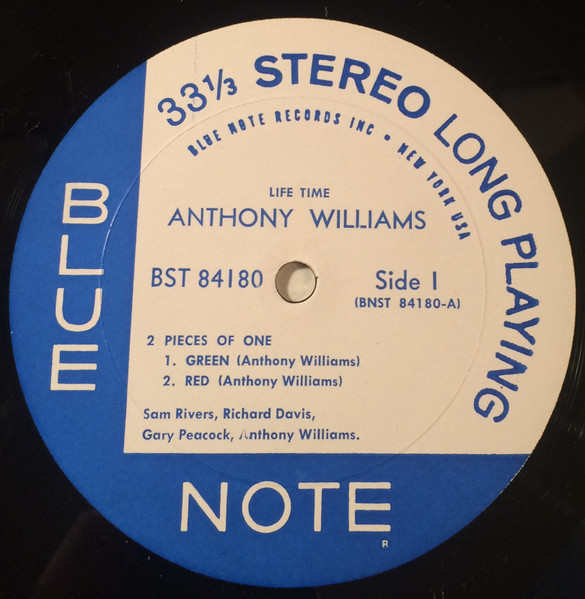 33 1/3 STEREO LONG PLAYING
BLUE NOTE RECORDS INC • NEW YORK USA
LIFE TIME
ANTHONY WILLIAMS
BST 84180
Side 1
(BNST 84180-A)
2 PIECES OF ONE
1. GREEN (Anthony Williams)
2. RED (Anthony Williams)
Sam Rivers, Richard Davis,
Gary Peacock, Anthony Williams.
BLUE
NOTE
R